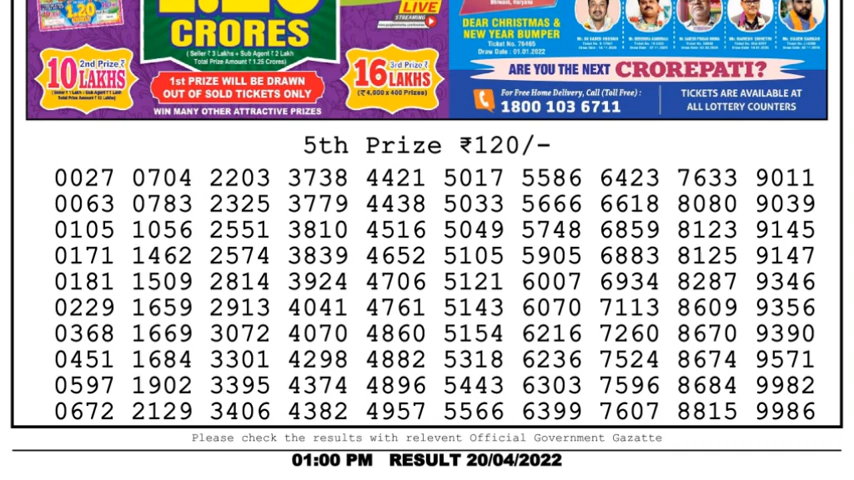 1.20
CRORES
( Seller ₹ 3 Lakhs + Sub Agent ₹ 2 Lakh
Total Prize Amount ₹ 1.25 Crores)
2nd Prize ₹
10 LAKHS
1st PRIZE WILL BE DRAWN
OUT OF SOLD TICKETS ONLY
WIN MANY OTHER ATTRACTIVE PRIZES
LIVE
STREAMING
3rd Prize ₹
16 LAKHS
(₹ 4,000 x 400 Prizes)
DEAR CHRISTMAS &
NEW YEAR BUMPER
Ticket No. 76465
Draw Date : 01.01.2022
ARE YOU THE NEXT CROREPATI?
For Free Home Delivery, Call (Toll Free) :
1800 103 6711
TICKETS ARE AVAILABLE AT
ALL LOTTERY COUNTERS
5th Prize ₹120/-
0027 0704 2203 3738 4421 5017 5586 6423 7633 9011
0063 0783 2325 3779 4438 5033 5666 6618 8080 9039
0105 1056 2551 3810 4516 5049 5748 6859 8123 9145
0171 1462 2574 3839 4652 5105 5905 6883 8125 9147
0181 1509 2814 3924 4706 5121 6007 6934 8287 9346
0229 1659 2913 4041 4761 5143 6070 7113 8609 9356
0368 1669 3072 4070 4860 5154 6216 7260 8670 9390
0451 1684 3301 4298 4882 5318 6236 7524 8674 9571
0597 1902 3395 4374 4896 5443 6303 7596 8684 9982
0672 2129 3406 4382 4957 5566 6399 7607 8815 9986
Please check the results with relevent Official Government Gazatte
01:00 PM RESULT 20/04/2022